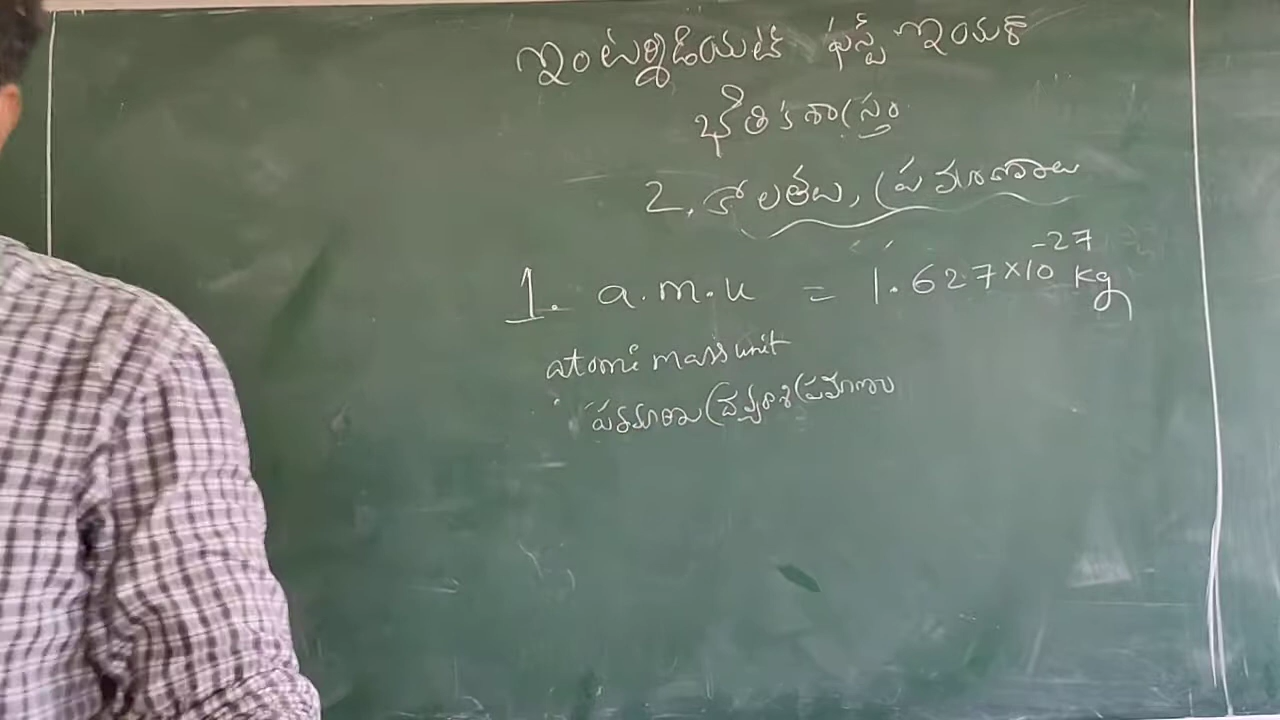 ఇంటర్మీడియట్ ఫస్ట్ ఇయర్
భౌతికశాస్త్రం
2. కొలతలు, ప్రమాణాలు
1. a.m.u = 1.627×10⁻²⁷ kg
atomic mass unit
పరమాణు ద్రవ్యరాశి ప్రమాణం